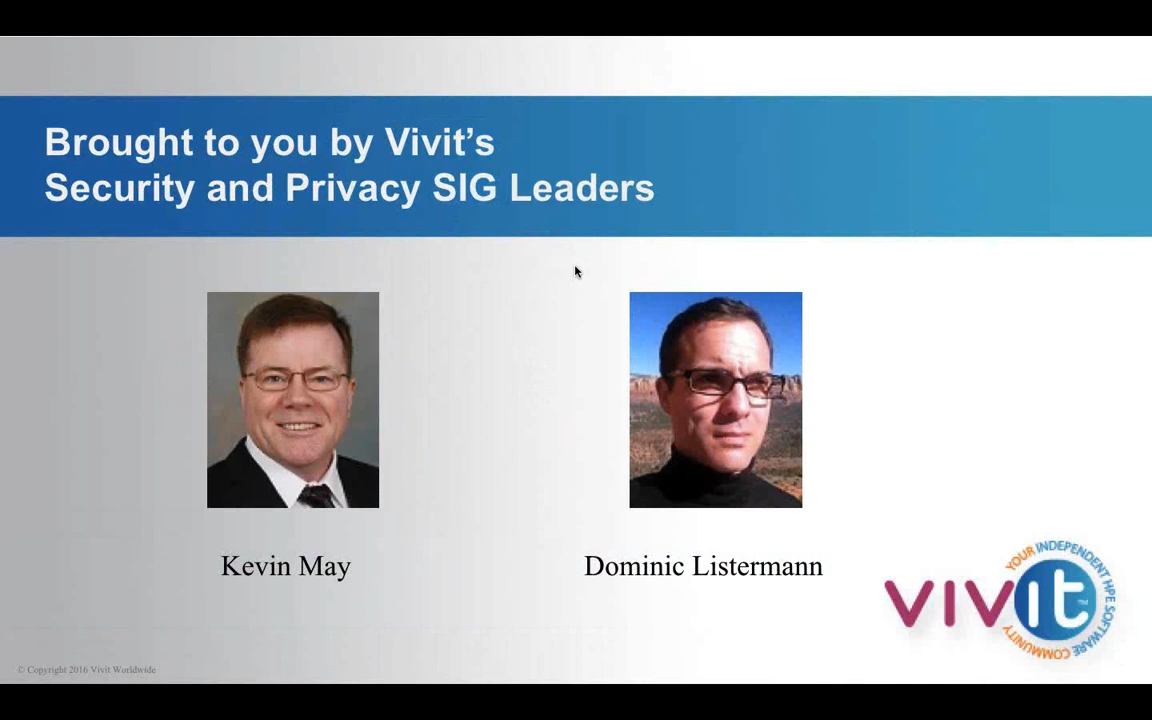 Brought to you by Vivit’s
Security and Privacy SIG Leaders
Kevin May
Dominic Listermann
vivit™
YOUR INDEPENDENT HPE SOFTWARE COMMUNITY
© Copyright 2016 Vivit Worldwide